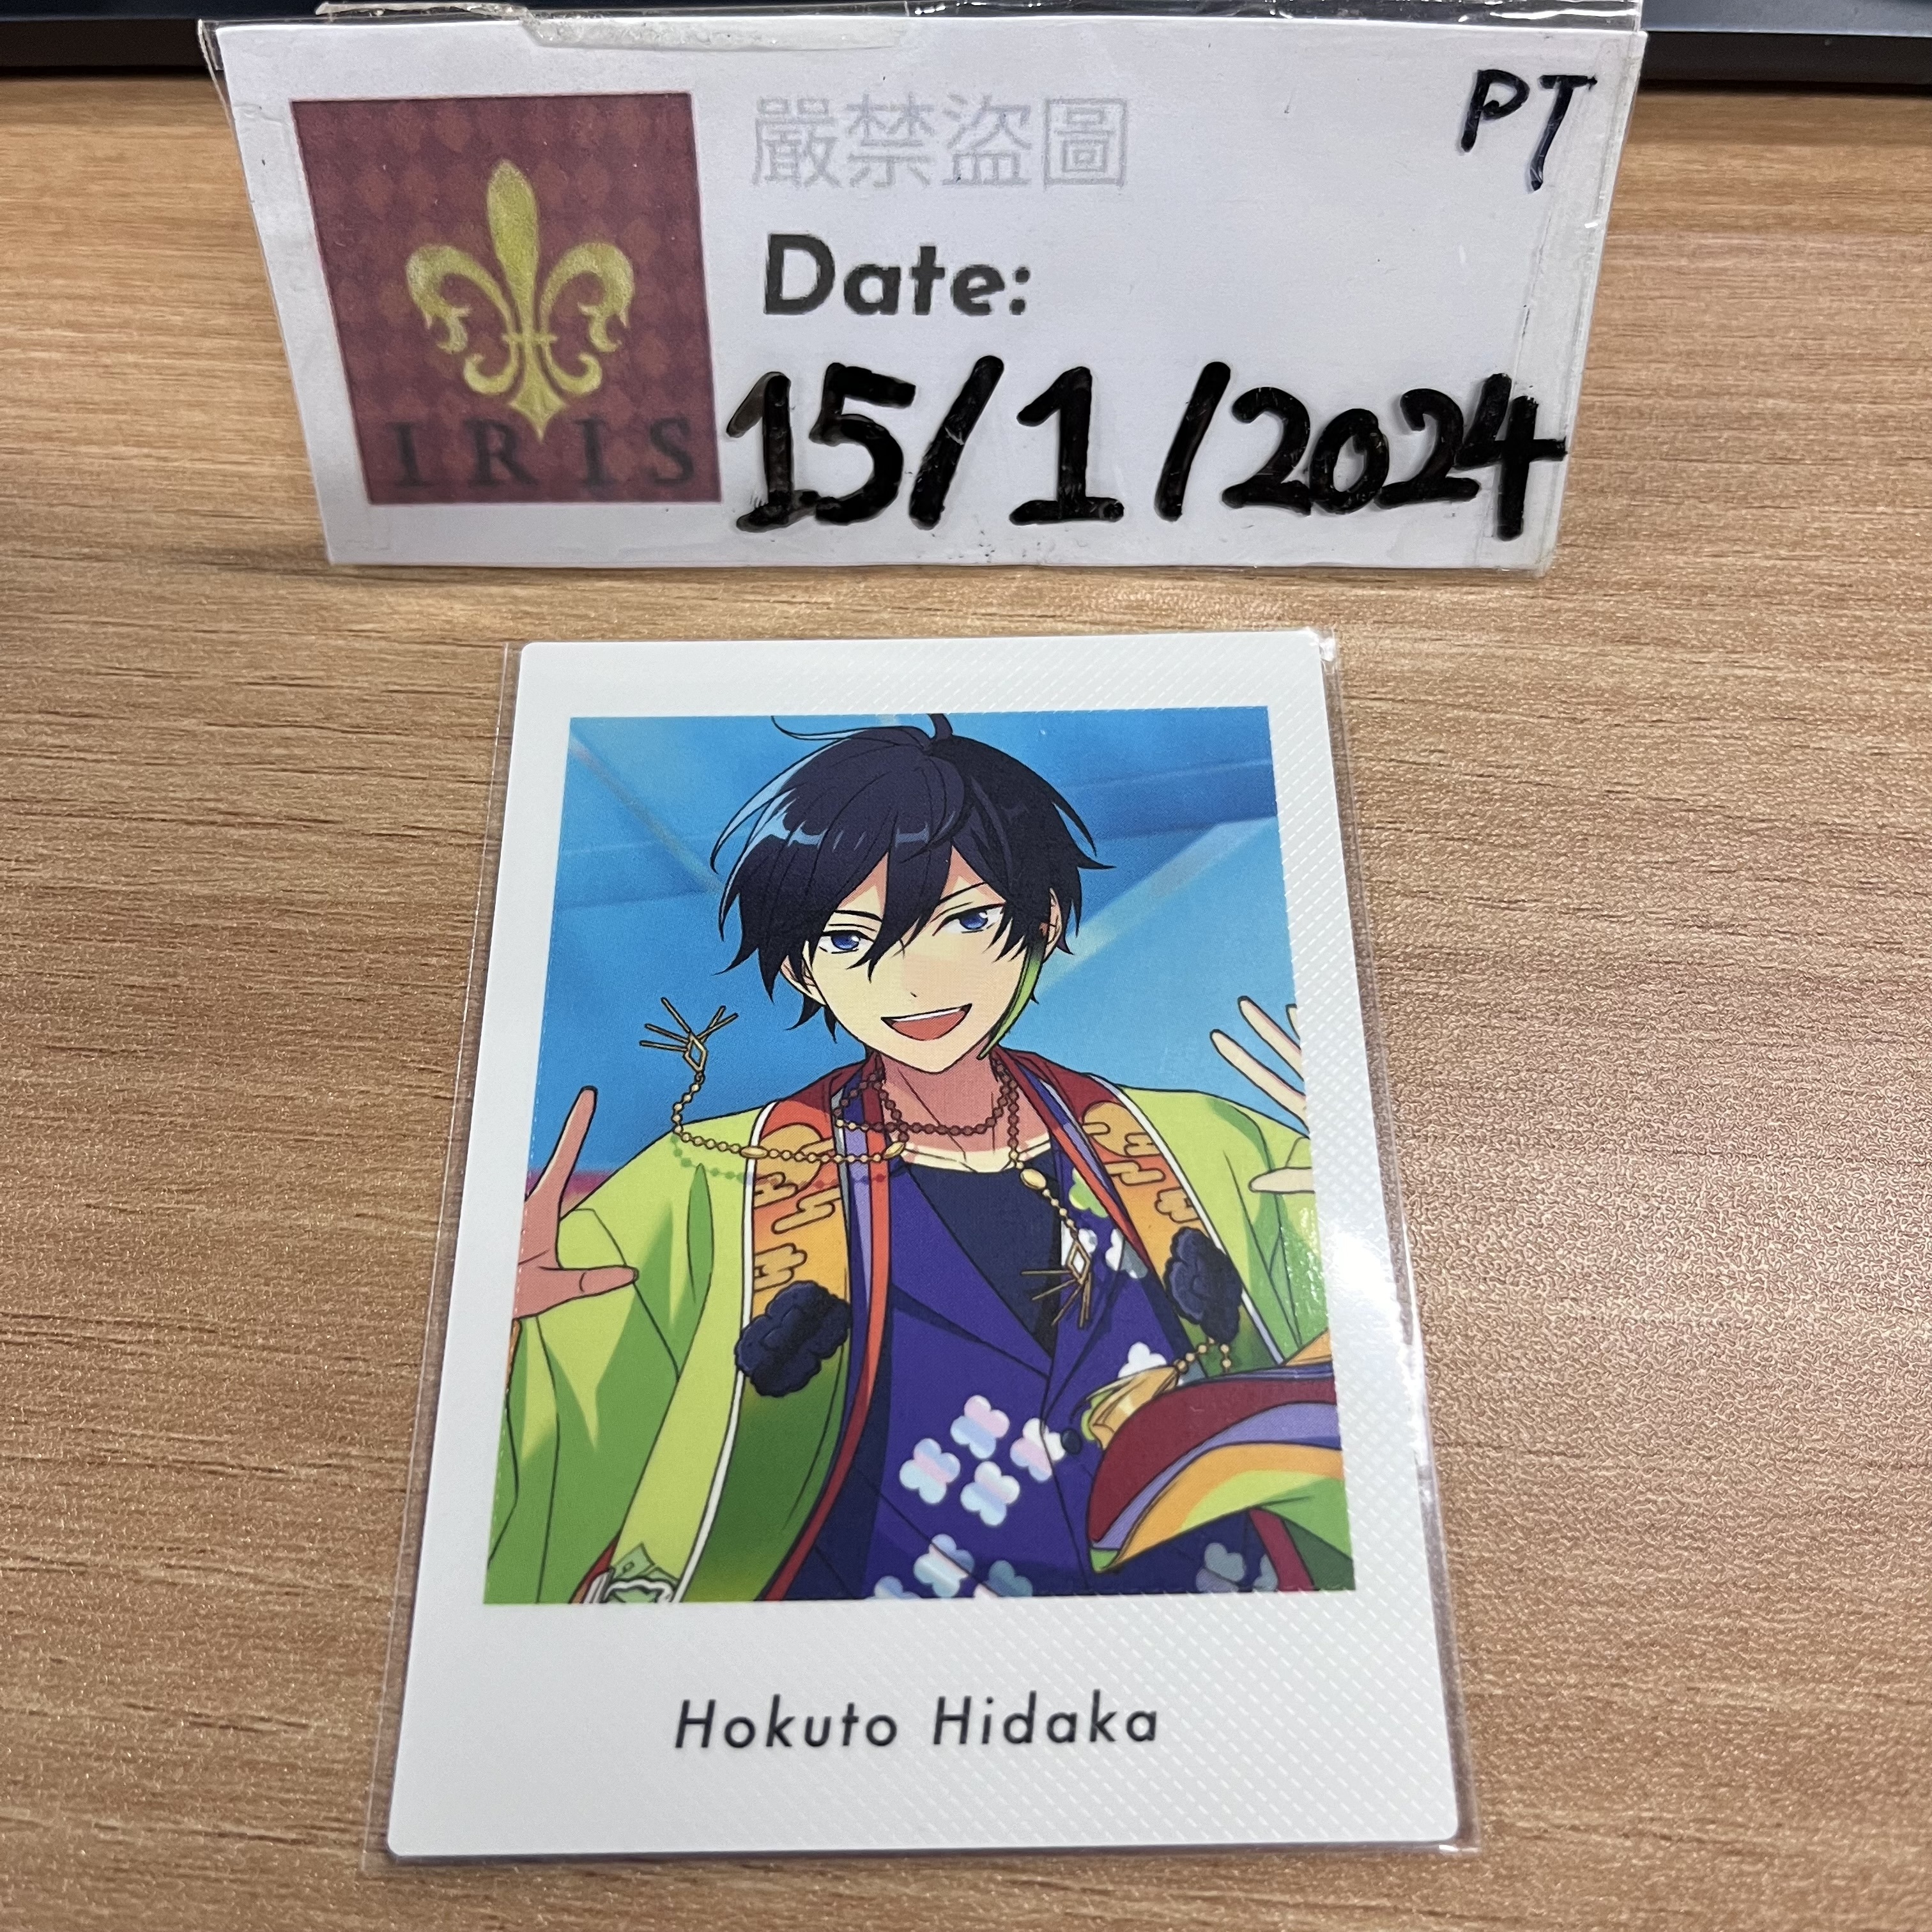 嚴禁盜圖
PT
Date:
IRIS
15/1/2024
Hokuto Hidaka